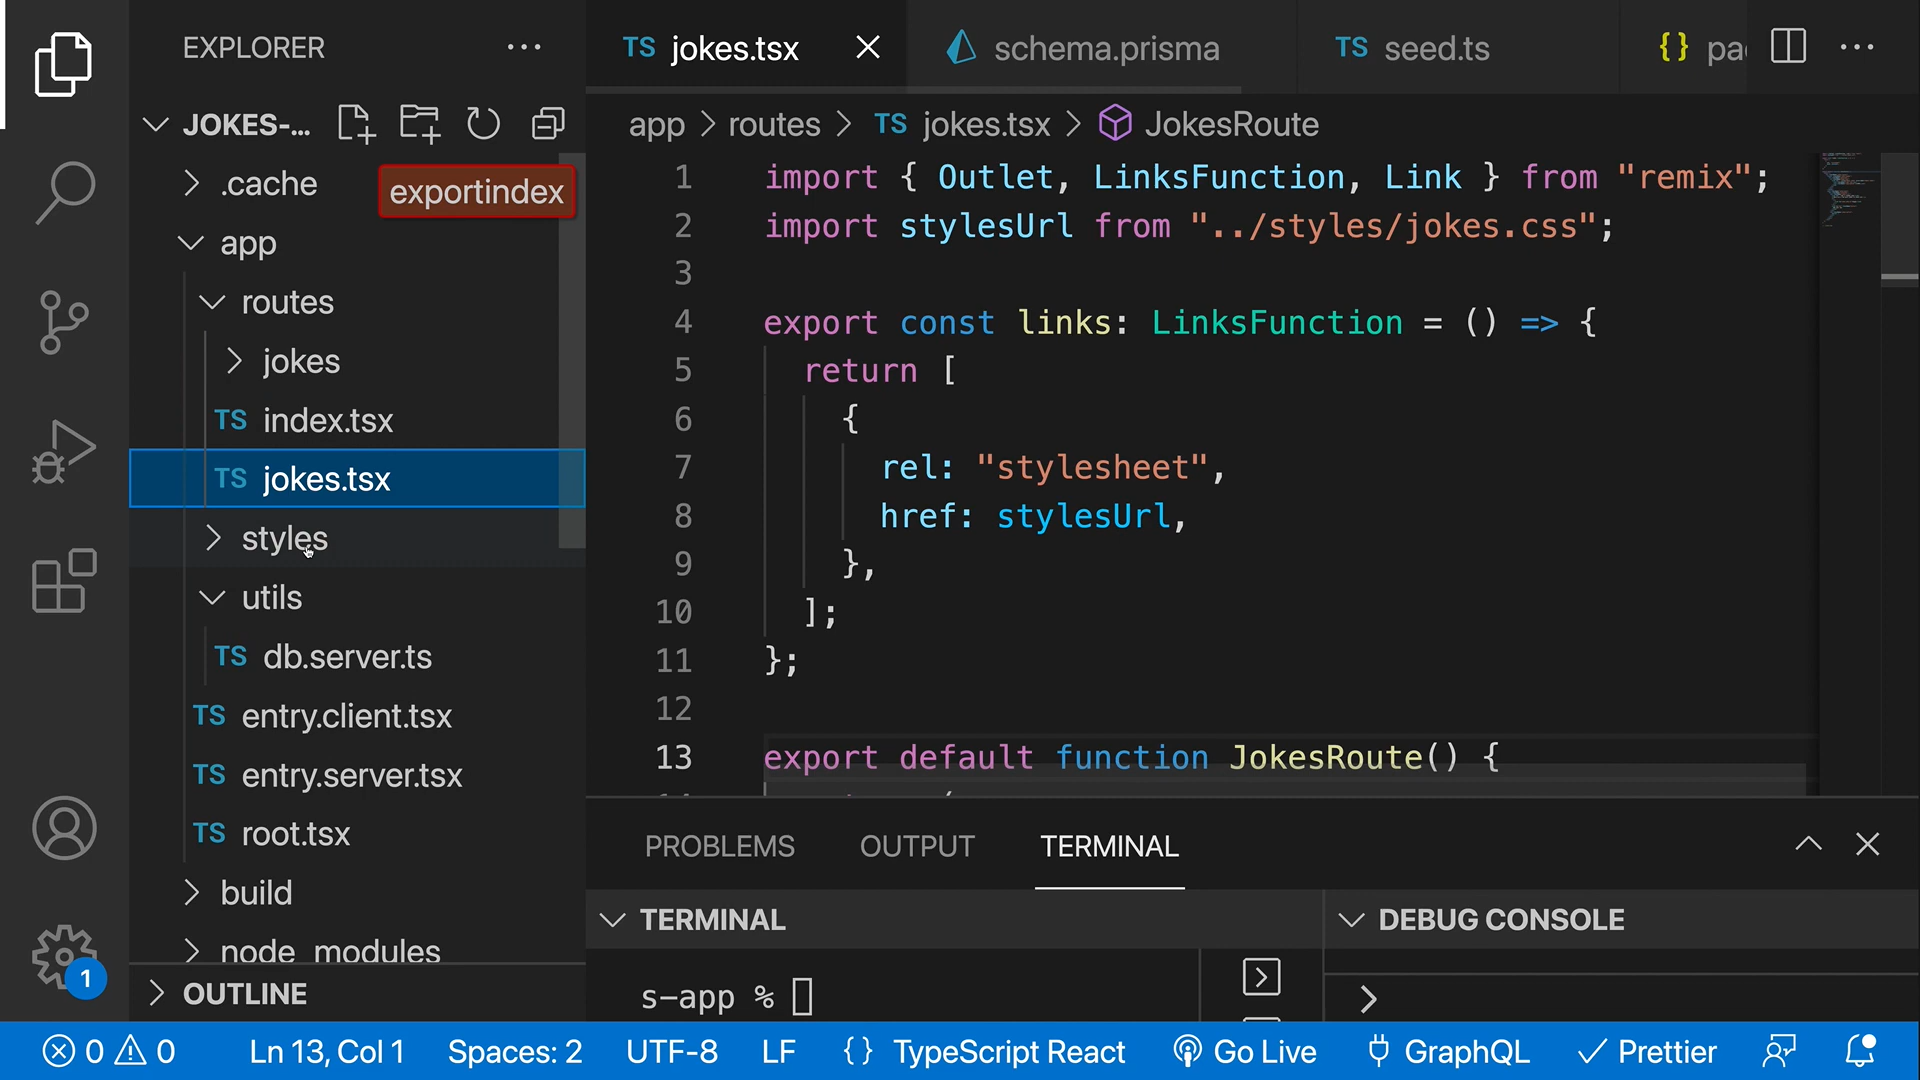 EXPLORER
JOKES-...
exportindex
.cache
app
routes
jokes
TS index.tsx
TS jokes.tsx
styles
utils
TS db.server.ts
TS entry.client.tsx
TS entry.server.tsx
TS root.tsx
build
node_modules
OUTLINE
TS jokes.tsx
schema.prisma
TS seed.ts
{} pa
app > routes > TS jokes.tsx > JokesRoute
1 import { Outlet, LinksFunction, Link } from "remix";
2 import stylesUrl from "../styles/jokes.css";
3
4 export const links: LinksFunction = () => {
5 return [
6 {
7 rel: "stylesheet",
8 href: stylesUrl,
9 },
10 ];
11 };
12
13 export default function JokesRoute() {
PROBLEMS OUTPUT TERMINAL
TERMINAL
s-app %
DEBUG CONSOLE
>
1
0 0 Ln 13, Col 1 Spaces: 2 UTF-8 LF {} TypeScript React Go Live GraphQL Prettier